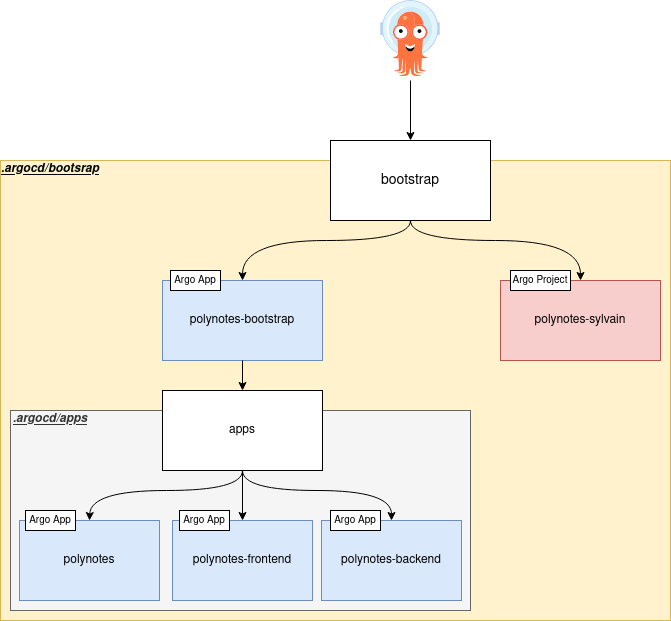 .argocd/bootsrap
bootstrap
Argo App
polynotes-bootstrap
Argo Project
polynotes-sylvain
.argocd/apps
apps
Argo App
polynotes
Argo App
polynotes-frontend
Argo App
polynotes-backend